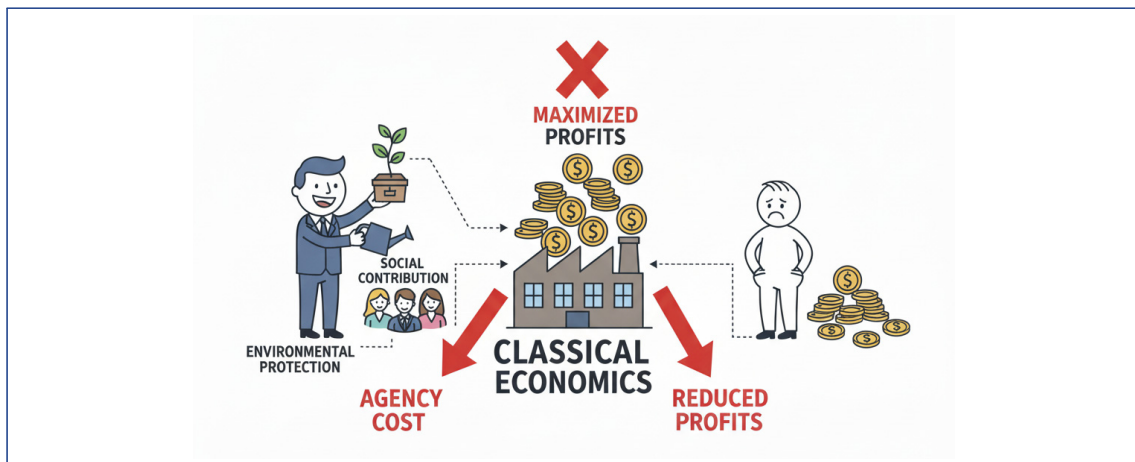 MAXIMIZED
PROFITS
SOCIAL
CONTRIBUTION
ENVIRONMENTAL
PROTECTION
CLASSICAL
ECONOMICS
AGENCY
COST
REDUCED
PROFITS
$
$
$
$
$
$
$
$
$
$